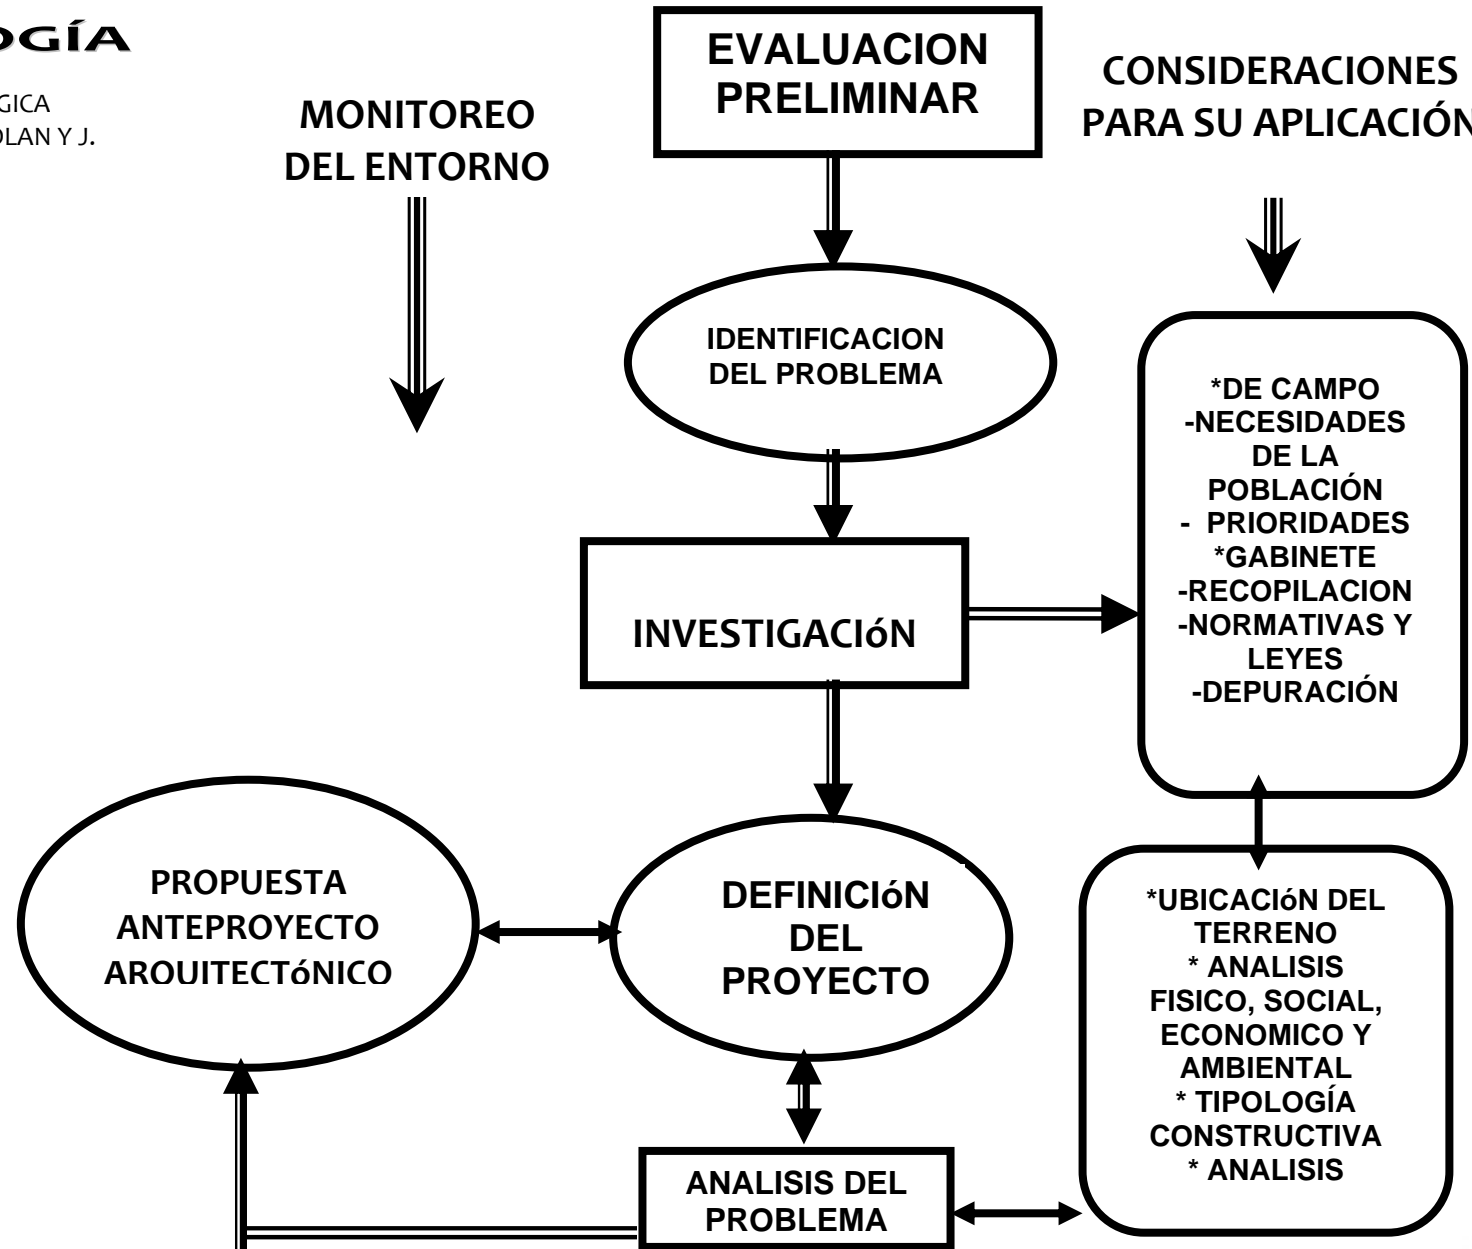 OGÍA
GICA
OLAN Y J.
MONITOREO
DEL ENTORNO
EVALUACION
PRELIMINAR
CONSIDERACIONES
PARA SU APLICACIÓN
IDENTIFICACION
DEL PROBLEMA
*DE CAMPO
-NECESIDADES
DE LA
POBLACIÓN
- PRIORIDADES
*GABINETE
-RECOPILACION
-NORMATIVAS Y
LEYES
-DEPURACIÓN
INVESTIGACIóN
PROPUESTA
ANTEPROYECTO
ARQUITECTóNICO
DEFINICIóN
DEL
PROYECTO
*UBICACIóN DEL
TERRENO
* ANALISIS
FISICO, SOCIAL,
ECONOMICO Y
AMBIENTAL
* TIPOLOGÍA
CONSTRUCTIVA
* ANALISIS
ANALISIS DEL
PROBLEMA